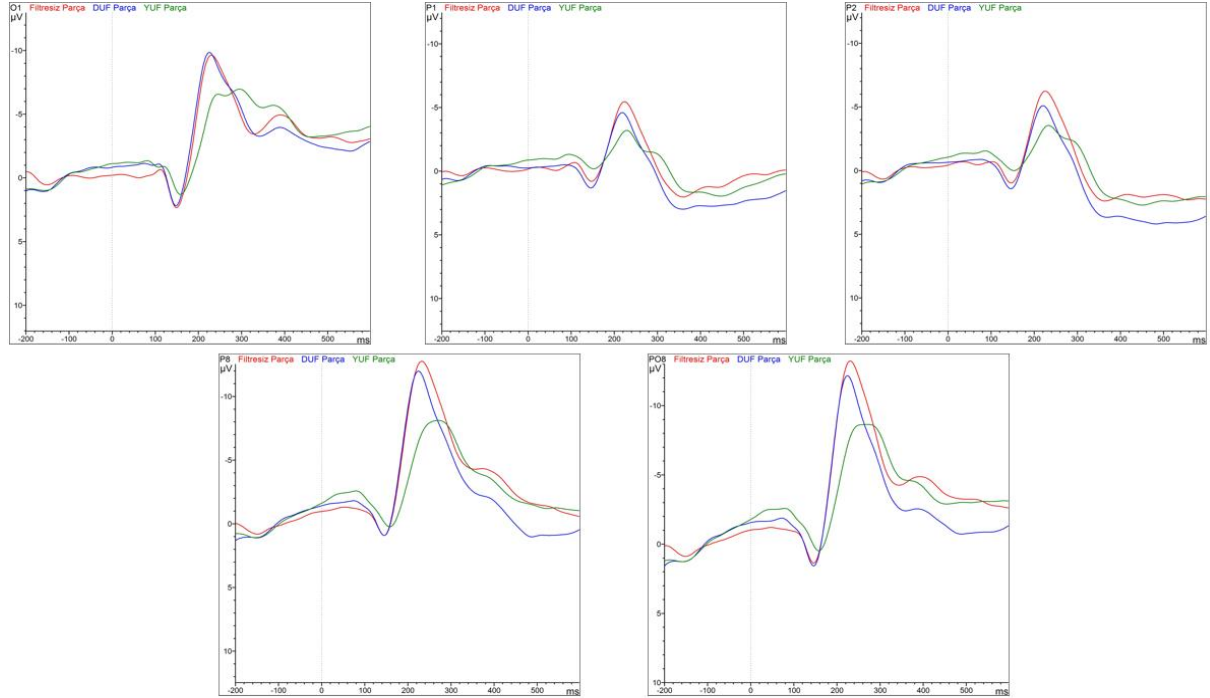 O1 Filtresiz Parça DUF Parça YUF Parça
µV
-10
-5
0
5
10
-200 -100 0 100 200 300 400 500 ms
P1 Filtresiz Parça DUF Parça YUF Parça
µV
-10
-5
0
5
10
-200 -100 0 100 200 300 400 500 ms
P2 Filtresiz Parça DUF Parça YUF Parça
µV
-10
-5
0
5
10
-200 -100 0 100 200 300 400 500 ms
P8 Filtresiz Parça DUF Parça YUF Parça
µV
-10
-5
0
5
10
-200 -100 0 100 200 300 400 500 ms
PO8 Filtresiz Parça DUF Parça YUF Parça
µV
-10
-5
0
5
10
-200 -100 0 100 200 300 400 500 ms